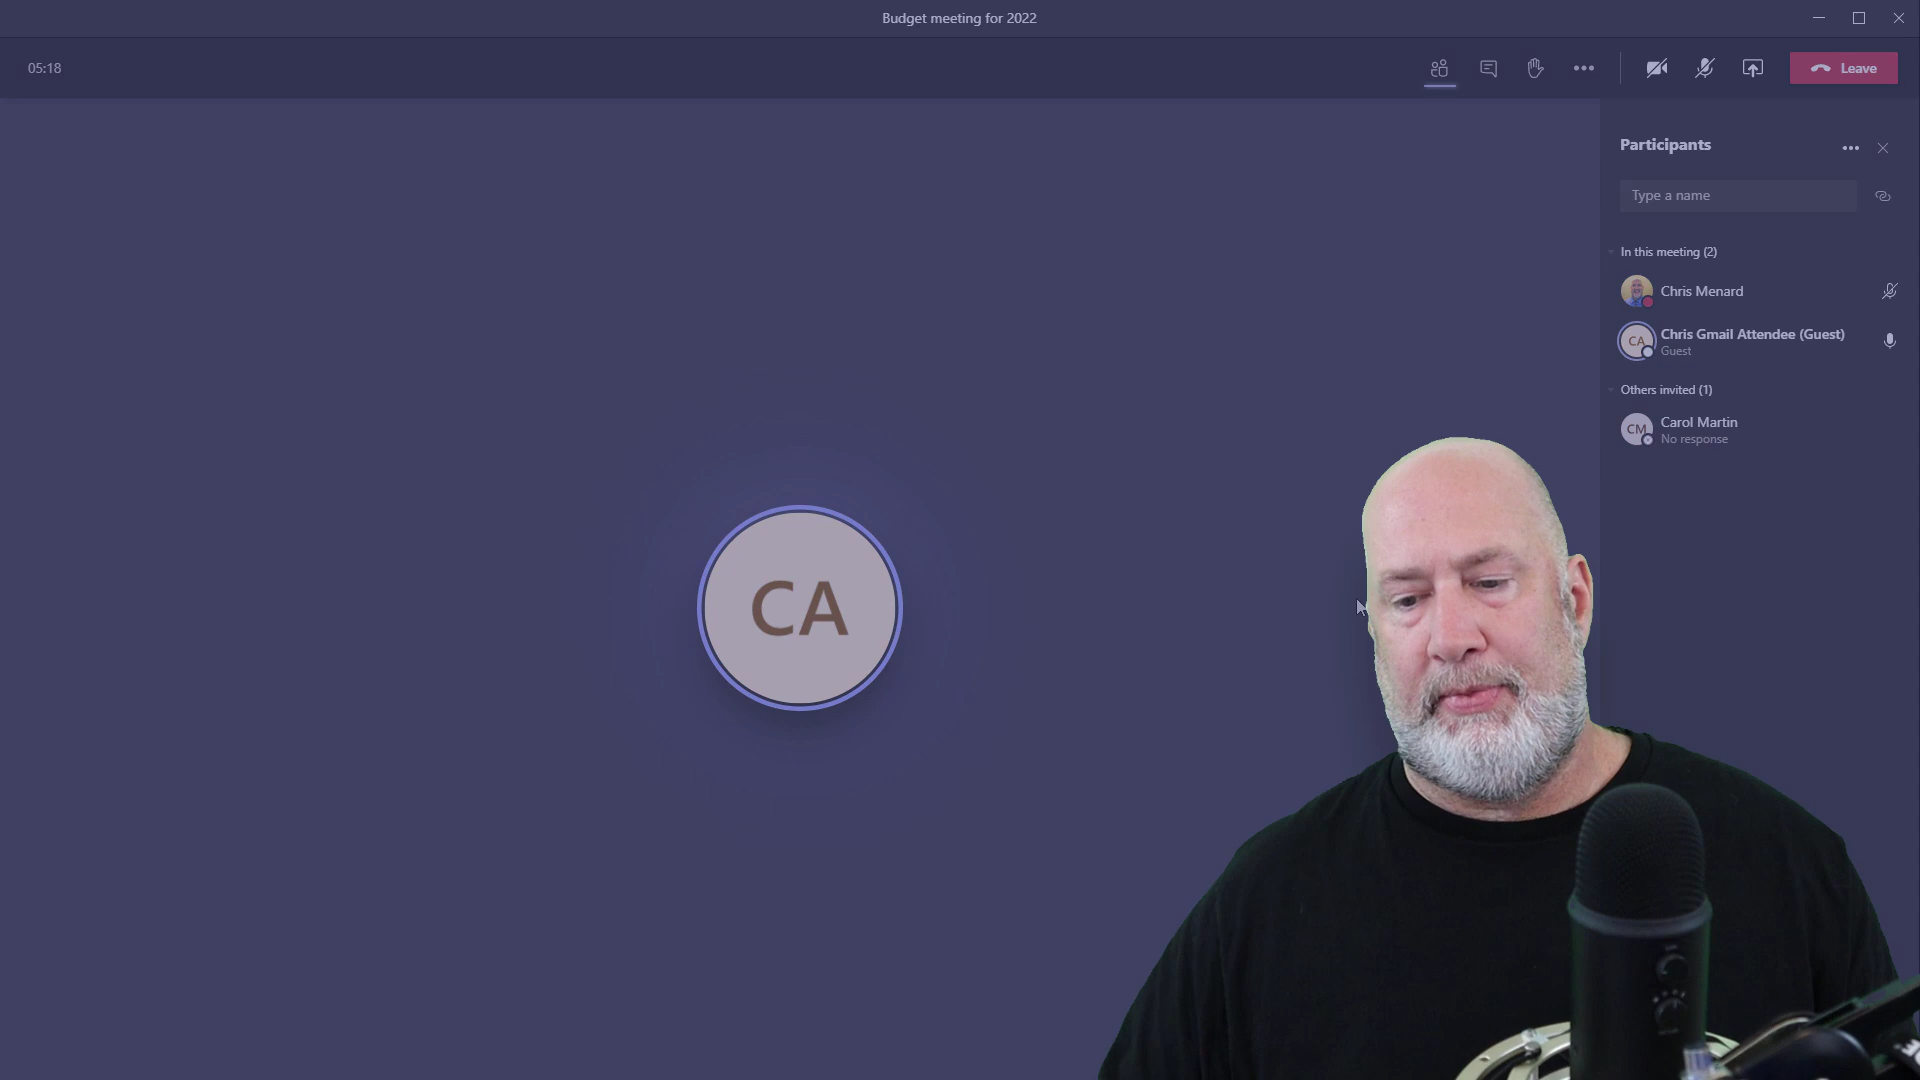 Budget meeting for 2022
05:18
Leave
Participants
Type a name
In this meeting (2)
Chris Menard
CA
Chris Gmail Attendee (Guest)
Guest
Others invited (1)
CM
Carol Martin
No response
CA